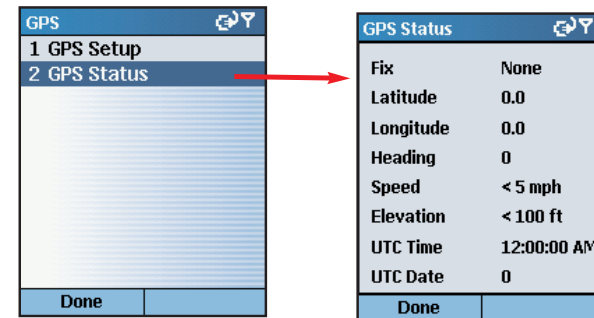 GPS
1 GPS Setup
2 GPS Status
Done
GPS Status
Fix None
Latitude 0.0
Longitude 0.0
Heading 0
Speed < 5 mph
Elevation < 100 ft
UTC Time 12:00:00 AM
UTC Date 0
Done